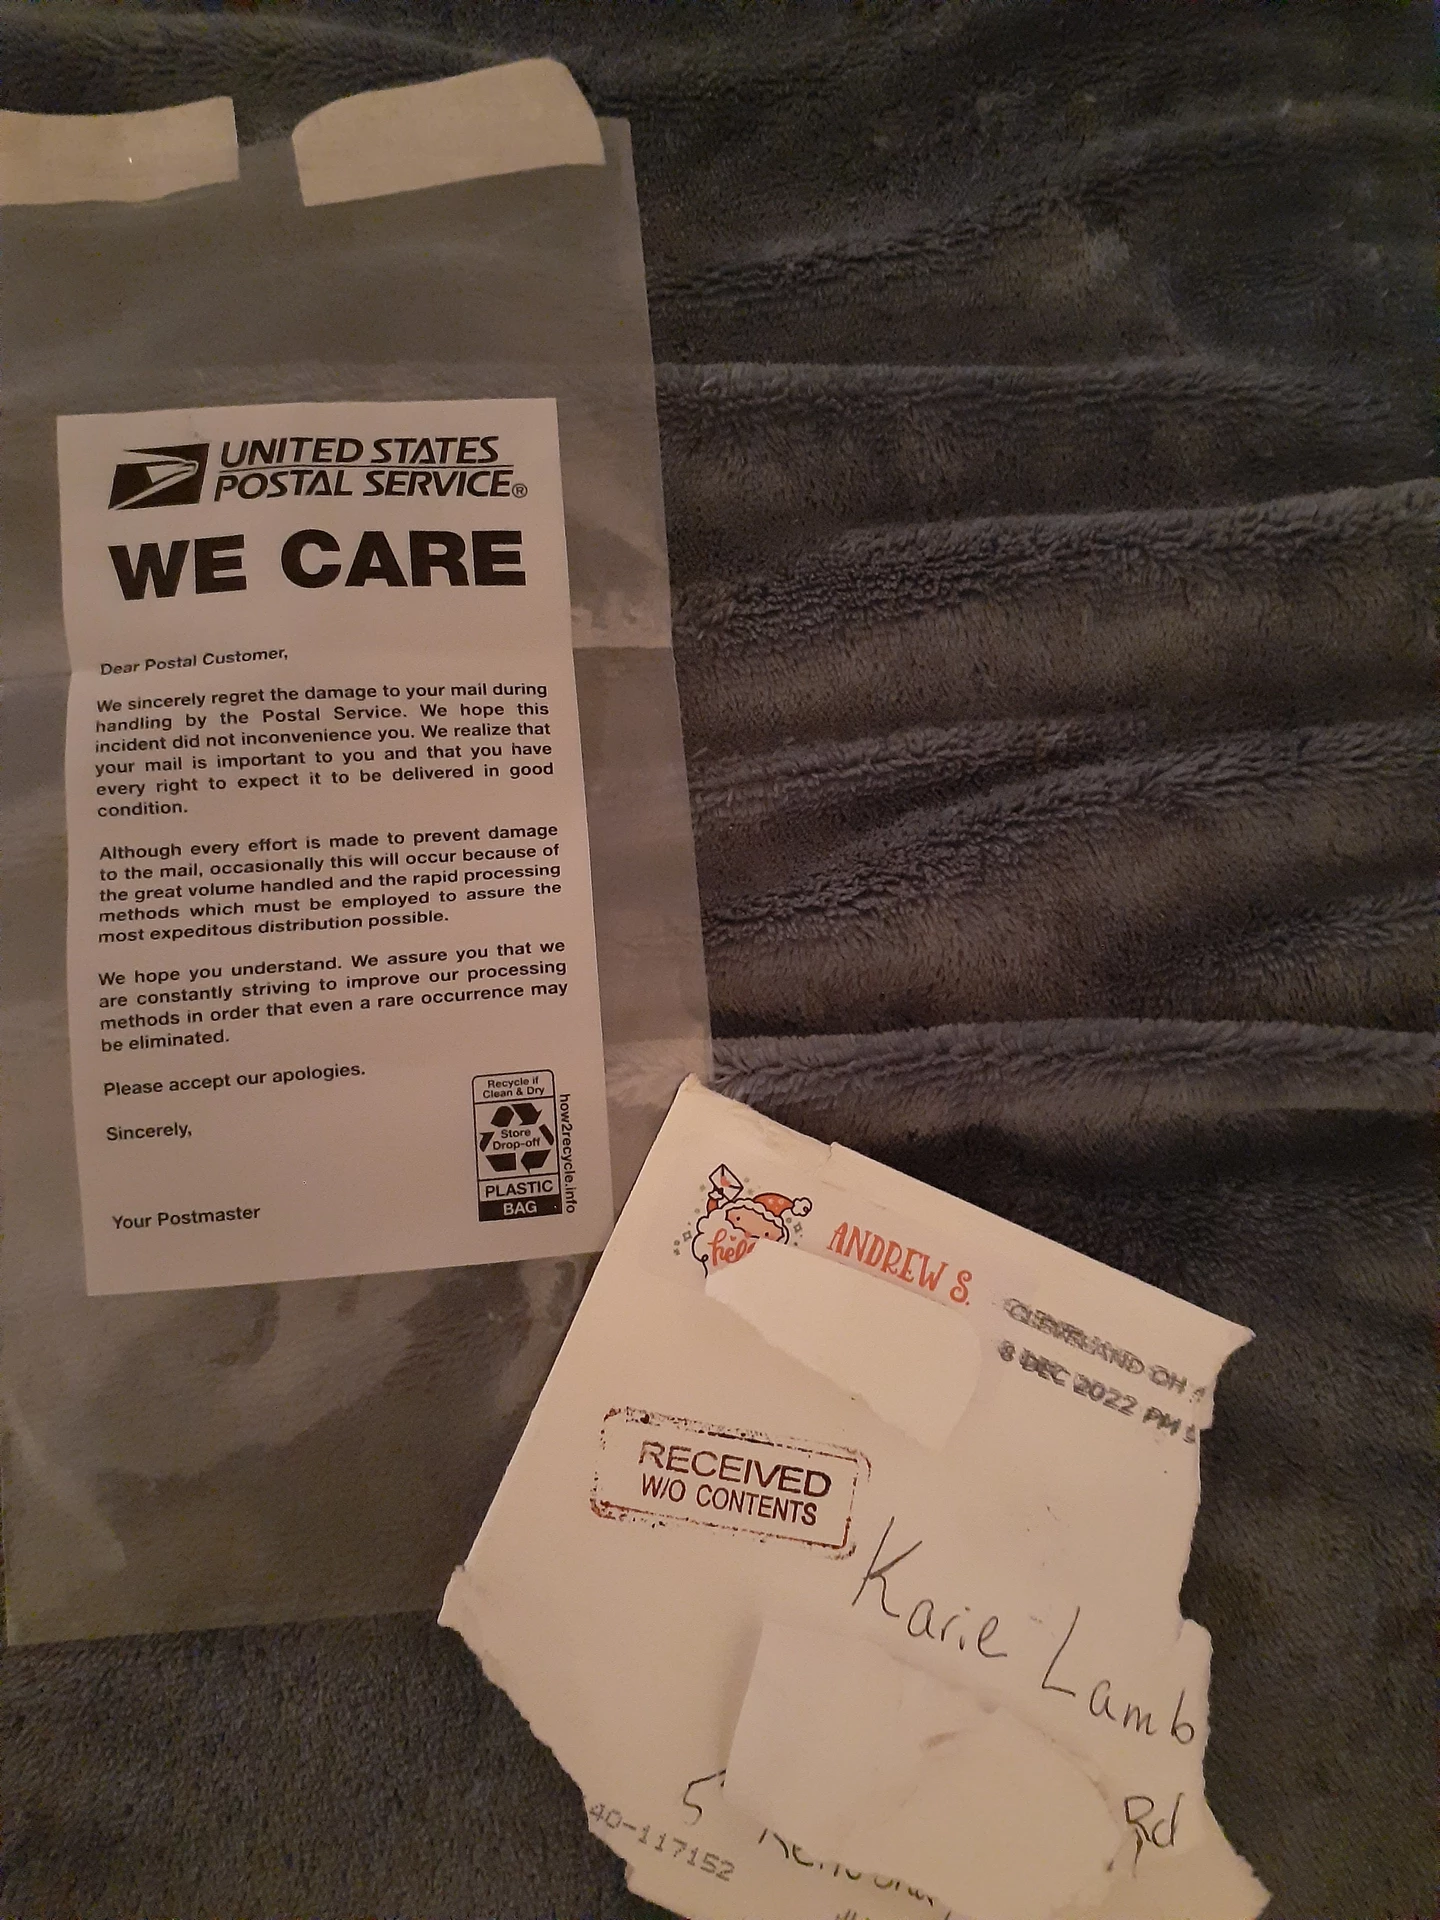 UNITED STATES
POSTAL SERVICE®
WE CARE
Dear Postal Customer,
We sincerely regret the damage to your mail during
handling by the Postal Service. We hope this
incident did not inconvenience you. We realize that
your mail is important to you and that you have
every right to expect it to be delivered in good
condition.
Although every effort is made to prevent damage
to the mail, occasionally this will occur because of
the great volume handled and the rapid processing
methods which must be employed to assure the
most expeditous distribution possible.
We hope you understand. We assure you that we
are constantly striving to improve our processing
methods in order that even a rare occurrence may
be eliminated.
Please accept our apologies.
Sincerely,
Your Postmaster
Recycle if
Clean & Dry
Store
Drop-off
PLASTIC
BAG
how2recycle.info
ANDREW S.
CLEVELAND OH
8 DEC 2022 PM
RECEIVED
W/O CONTENTS
Karie Lamb
5 Rd
40-117152